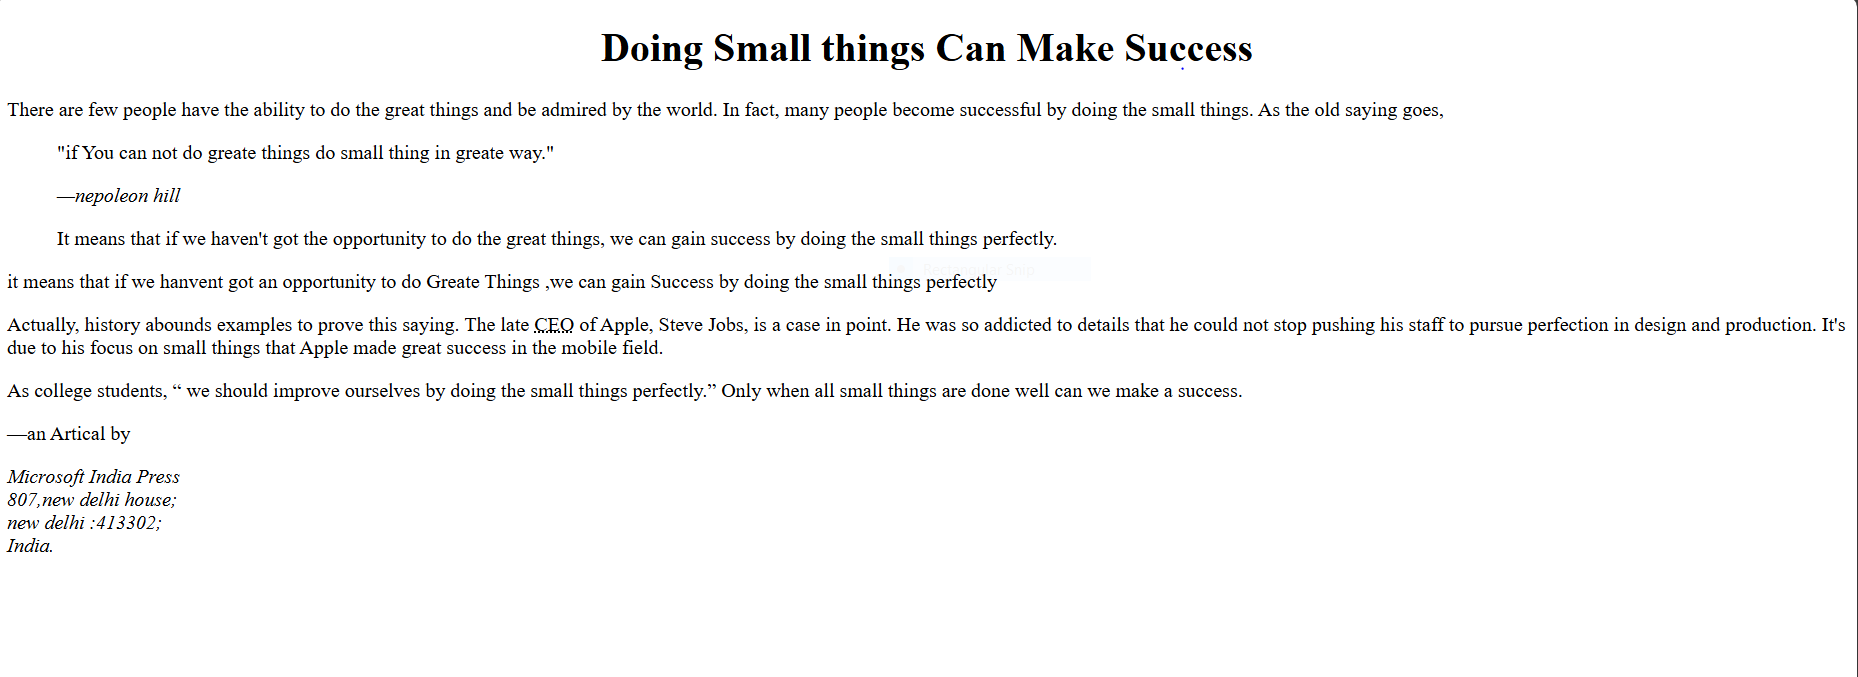 Doing Small things Can Make Success
There are few people have the ability to do the great things and be admired by the world. In fact, many people become successful by doing the small things. As the old saying goes,
"if You can not do greate things do small thing in greate way."
—nepoleon hill
It means that if we haven't got the opportunity to do the great things, we can gain success by doing the small things perfectly.
Rectangular Snip
it means that if we hanvent got an opportunity to do Greate Things ,we can gain Success by doing the small things perfectly
Actually, history abounds examples to prove this saying. The late CEO of Apple, Steve Jobs, is a case in point. He was so addicted to details that he could not stop pushing his staff to pursue perfection in design and production. It's
due to his focus on small things that Apple made great success in the mobile field.
As college students, “ we should improve ourselves by doing the small things perfectly.” Only when all small things are done well can we make a success.
—an Artical by
Microsoft India Press
807,new delhi house;
new delhi :413302;
India.